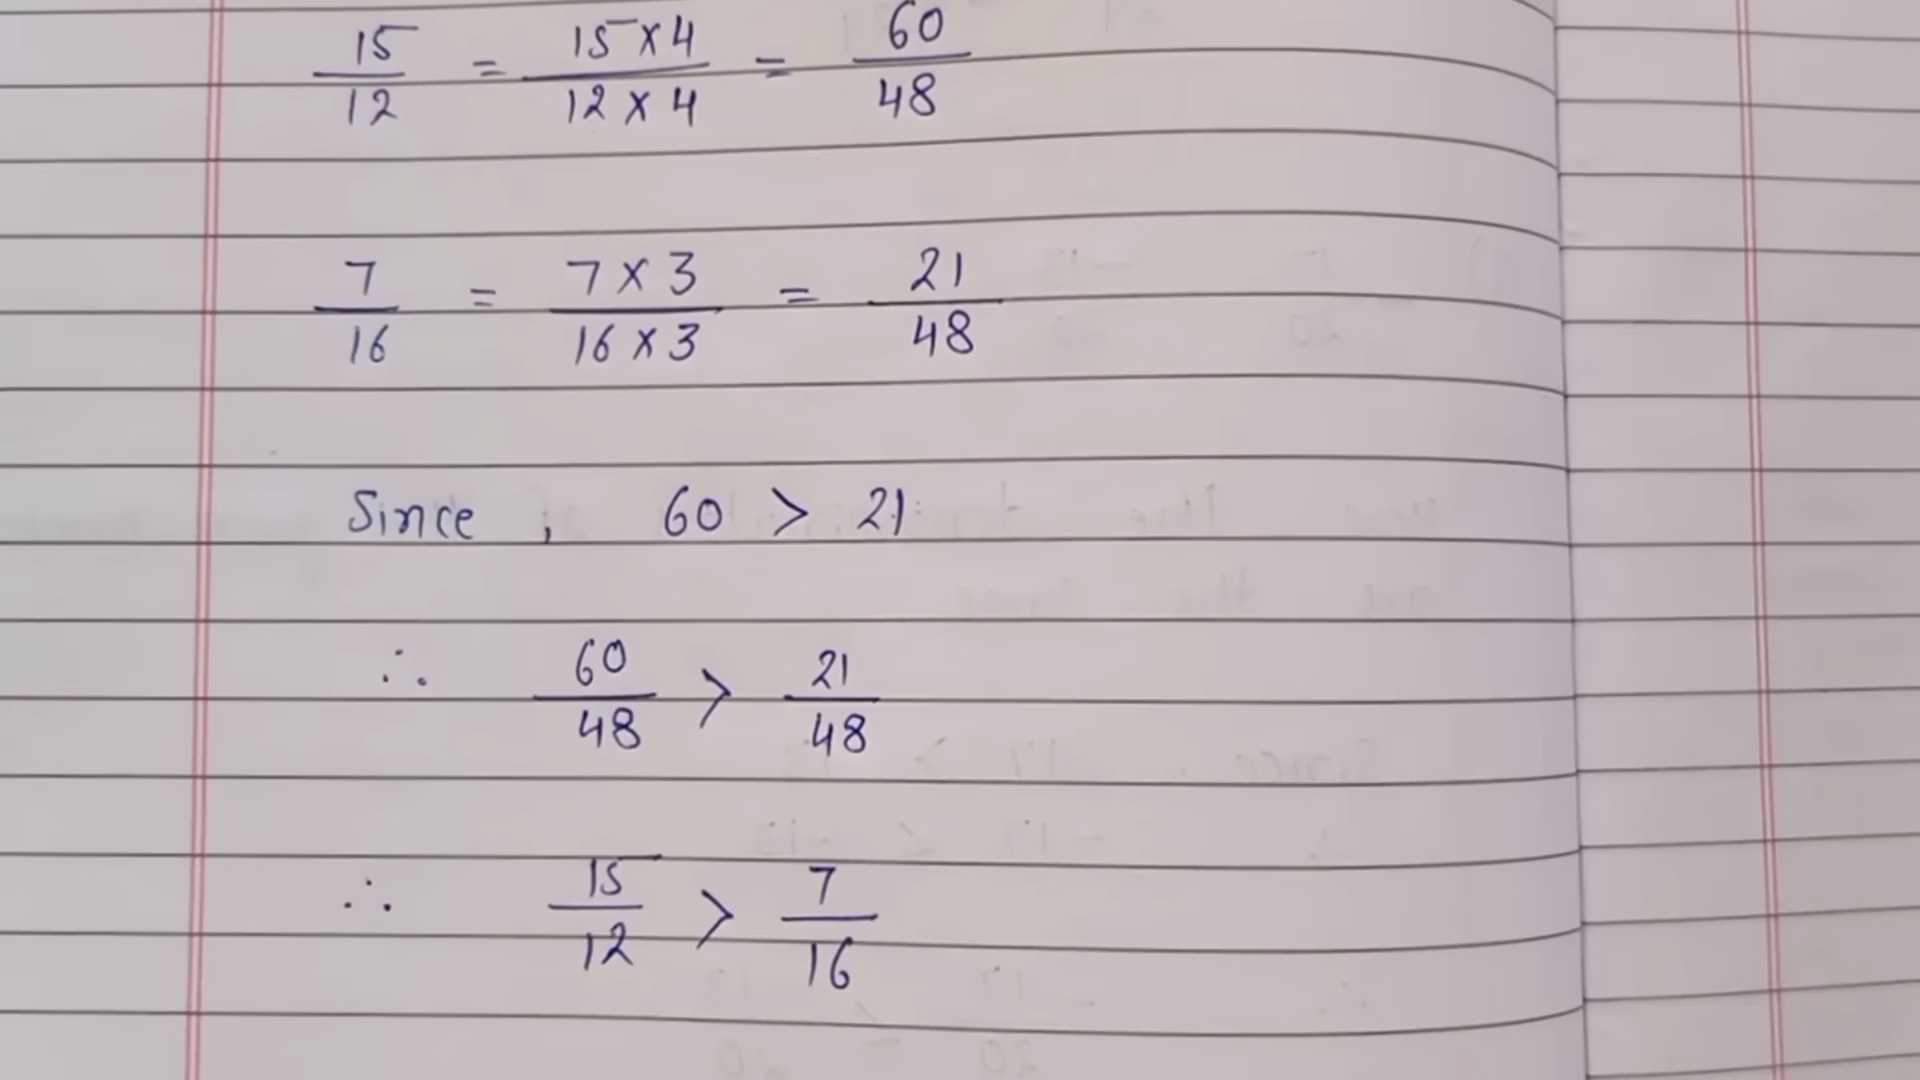 15/12 = 15×4/12×4 = 60/48
7/16 = 7×3/16×3 = 21/48
Since, 60 > 21
∴ 60/48 > 21/48
∴ 15/12 > 7/16